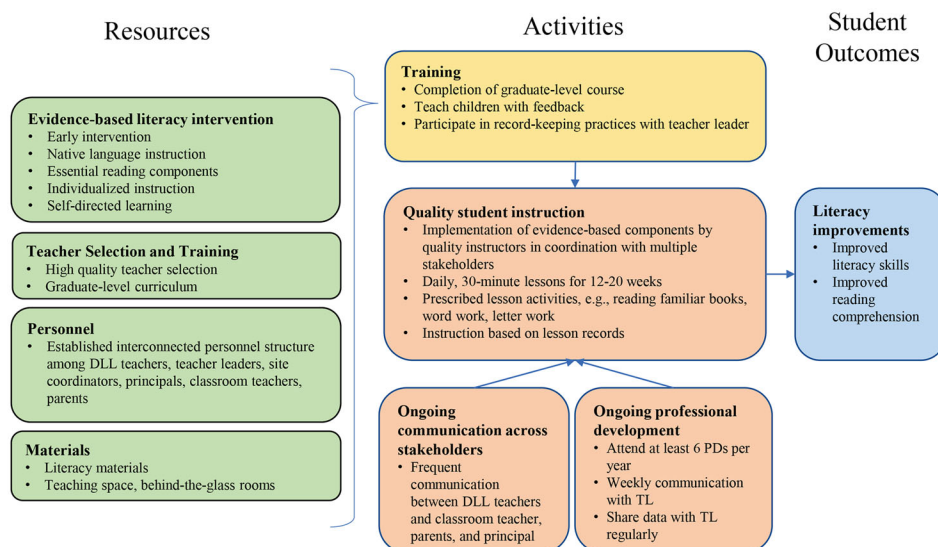 Resources
Activities
Student
Outcomes
Evidence-based literacy intervention
• Early intervention
• Native language instruction
• Essential reading components
• Individualized instruction
• Self-directed learning
Teacher Selection and Training
• High quality teacher selection
• Graduate-level curriculum
Personnel
• Established interconnected personnel structure
among DLL teachers, teacher leaders, site
coordinators, principals, classroom teachers,
parents
Materials
• Literacy materials
• Teaching space, behind-the-glass rooms
Training
• Completion of graduate-level course
• Teach children with feedback
• Participate in record-keeping practices with teacher leader
Quality student instruction
• Implementation of evidence-based components by
quality instructors in coordination with multiple
stakeholders
• Daily, 30-minute lessons for 12-20 weeks
• Prescribed lesson activities, e.g., reading familiar books,
word work, letter work
• Instruction based on lesson records
Ongoing
communication across
stakeholders
• Frequent
communication
between DLL teachers
and classroom teacher,
parents, and principal
Ongoing professional
development
• Attend at least 6 PDs per
year
• Weekly communication
with TL
• Share data with TL
regularly
Literacy
improvements
• Improved
literacy skills
• Improved
reading
comprehension